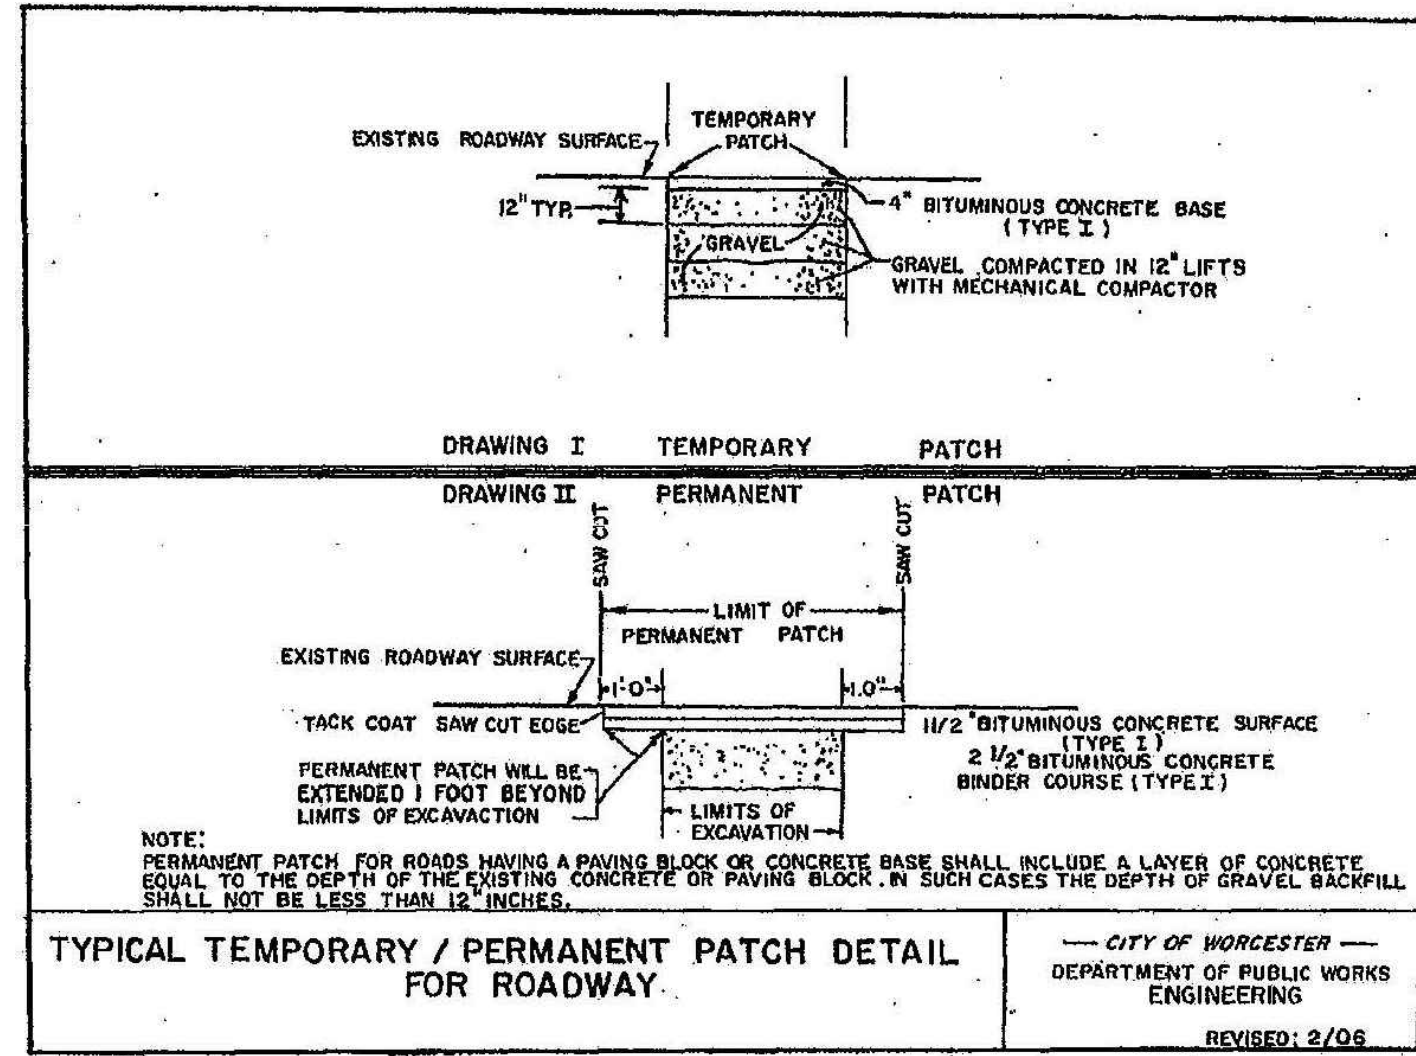 TEMPORARY
PATCH
EXISTING ROADWAY SURFACE
12" TYP.
4" BITUMINOUS CONCRETE BASE
(TYPE I)
GRAVEL
GRAVEL COMPACTED IN 12" LIFTS
WITH MECHANICAL COMPACTOR
DRAWING I TEMPORARY PATCH
DRAWING II PERMANENT PATCH
SAW CUT
SAW CUT
LIMIT OF
PERMANENT PATCH
EXISTING ROADWAY SURFACE
1'-0"
1.0"
TACK COAT SAW CUT EDGE
11/2" BITUMINOUS CONCRETE SURFACE
(TYPE I)
2 1/2" BITUMINOUS CONCRETE
BINDER COURSE (TYPE I)
PERMANENT PATCH WILL BE
EXTENDED 1 FOOT BEYOND
LIMITS OF EXCAVACTION
LIMITS OF
EXCAVATION
NOTE:
PERMANENT PATCH FOR ROADS HAVING A PAVING BLOCK OR CONCRETE BASE SHALL INCLUDE A LAYER OF CONCRETE
EQUAL TO THE DEPTH OF THE EXISTING CONCRETE OR PAVING BLOCK. IN SUCH CASES THE DEPTH OF GRAVEL BACKFILL
SHALL NOT BE LESS THAN 12" INCHES.
TYPICAL TEMPORARY / PERMANENT PATCH DETAIL
FOR ROADWAY
CITY OF WORCESTER
DEPARTMENT OF PUBLIC WORKS
ENGINEERING
REVISED: 2/06